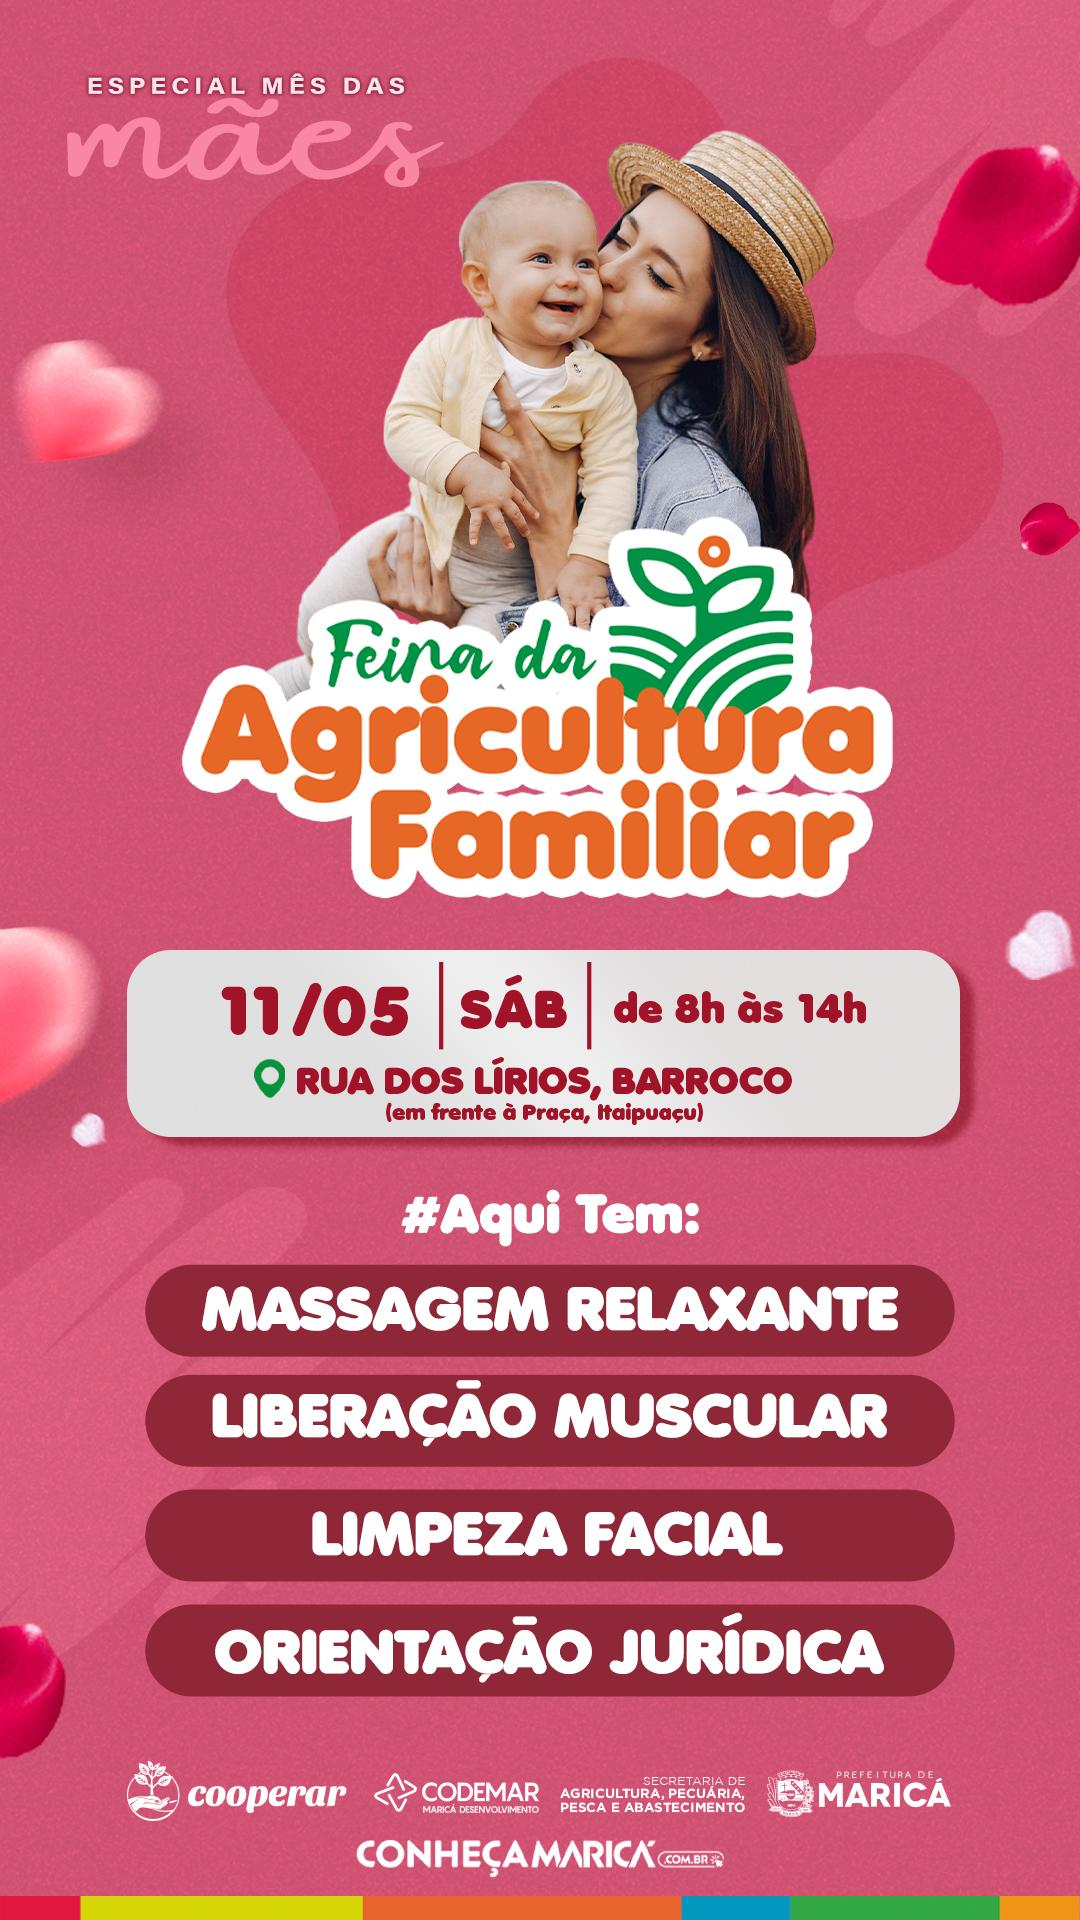 ESPECIAL MÊS DAS
mães
Feira da
Agricultura
Familiar
11/05 SÁB de 8h às 14h
RUA DOS LÍRIOS, BARROCO
(em frente à Praça, Itaipuaçu)
#Aqui Tem:
MASSAGEM RELAXANTE
LIBERAÇÃO MUSCULAR
LIMPEZA FACIAL
ORIENTAÇÃO JURÍDICA
cooperar
CODEMAR
MARICÁ DESENVOLVIMENTO
SECRETARIA DE
AGRICULTURA, PECUÁRIA,
PESCA E ABASTECIMENTO
PREFEITURA DE
MARICÁ
CONHEÇA MARICÁ .COM.BR